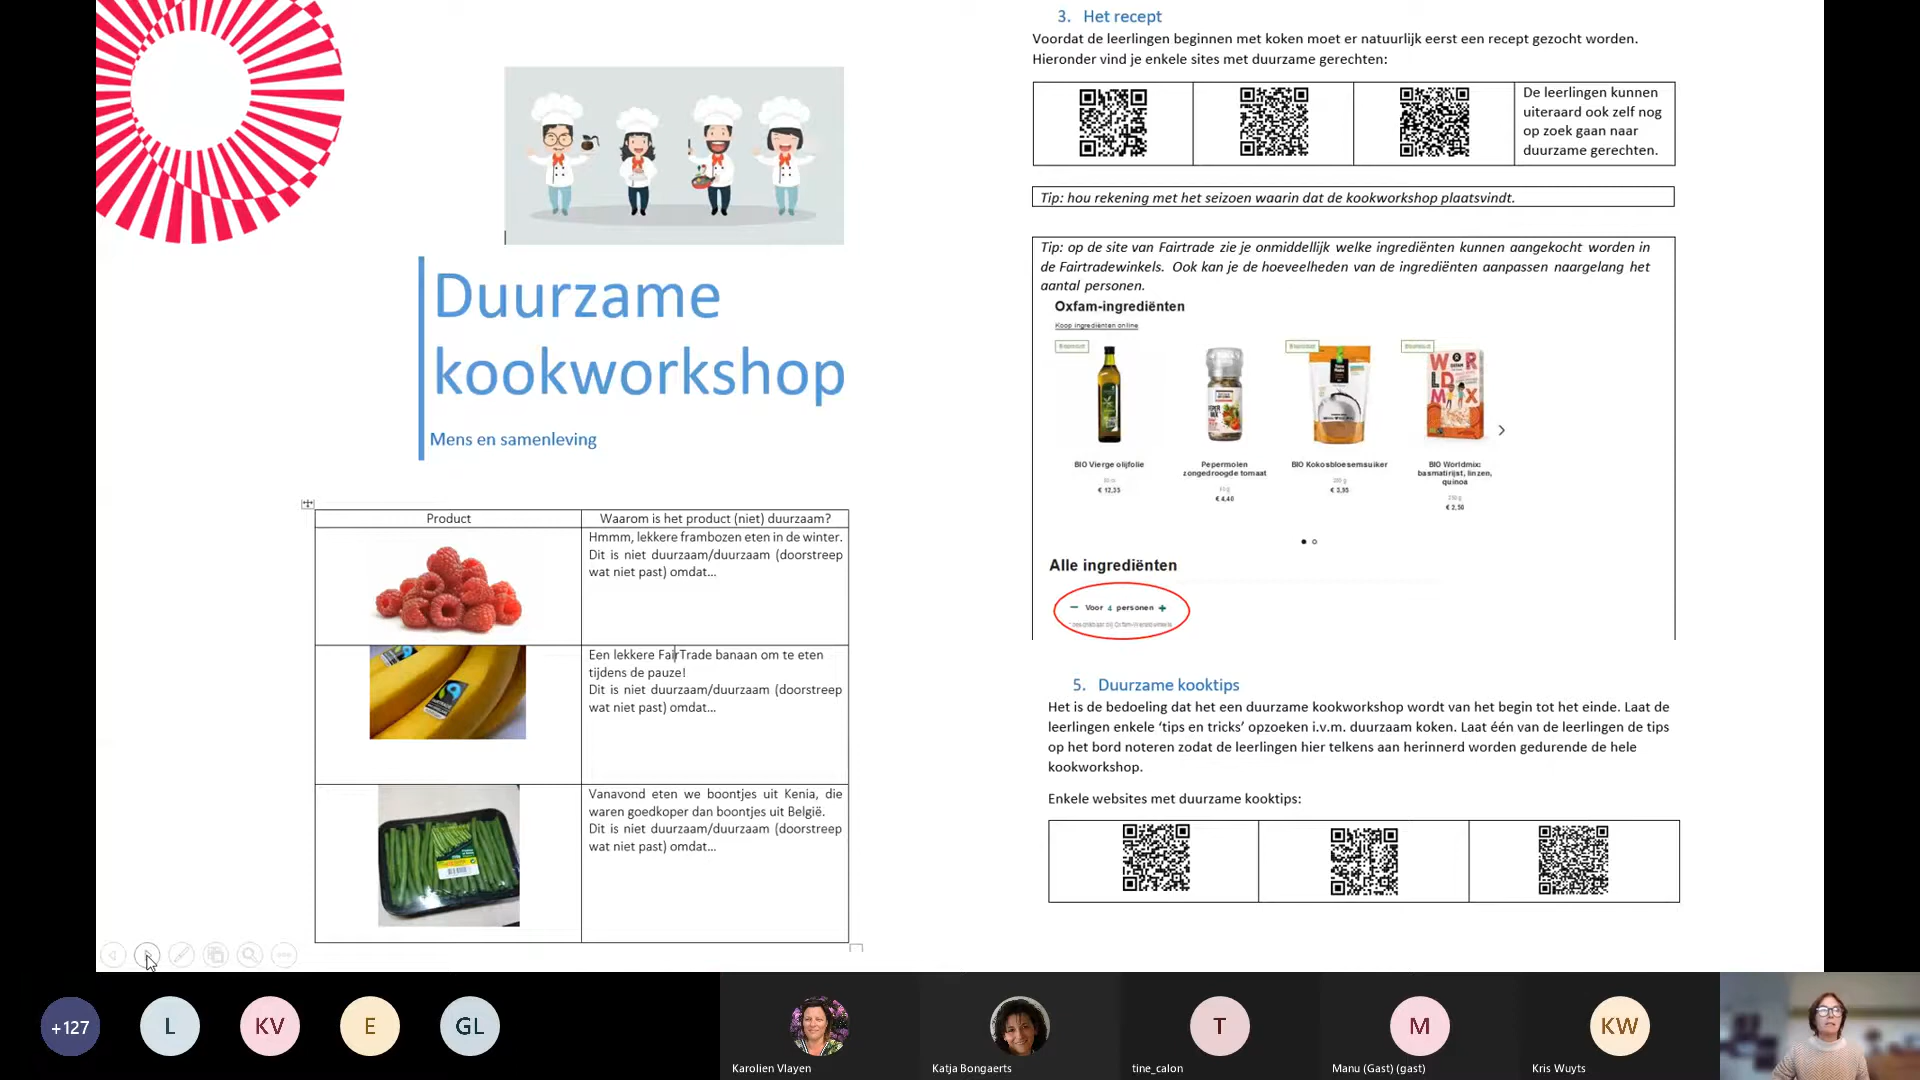 Duurzame
kookworkshop
Mens en samenleving
Product
Waarom is het product (niet) duurzaam?
Hmmm, lekkere frambozen eten in de winter.
Dit is niet duurzaam/duurzaam (doorstreep
wat niet past) omdat...
Een lekkere FairTrade banaan om te eten
tijdens de pauze!
Dit is niet duurzaam/duurzaam (doorstreep
wat niet past) omdat...
Vanavond eten we boontjes uit Kenia, die
waren goedkoper dan boontjes uit België.
Dit is niet duurzaam/duurzaam (doorstreep
wat niet past) omdat...
3. Het recept
Voordat de leerlingen beginnen met koken moet er natuurlijk eerst een recept gezocht worden.
Hieronder vind je enkele sites met duurzame gerechten:
De leerlingen kunnen
uiteraard ook zelf nog
op zoek gaan naar
duurzame gerechten.
Tip: hou rekening met het seizoen waarin dat de kookworkshop plaatsvindt.
Tip: op de site van Fairtrade zie je onmiddellijk welke ingrediënten kunnen aangekocht worden in
de Fairtradewinkels. Ook kan je de hoeveelheden van de ingrediënten aanpassen naargelang het
aantal personen.
Oxfam-ingrediënten
Koop ingrediënten online
WORLDMIX
BIO Vierge olijfolie
€ 12,35
Pepermolen
zongedroogde tomaat
€ 4,40
BIO Kokosbloesemsuiker
€ 3,95
BIO Worldmix:
basmatirijst, linzen,
quinoa
€ 2,50
Alle ingrediënten
− Voor 4 personen +
5. Duurzame kooktips
Het is de bedoeling dat het een duurzame kookworkshop wordt van het begin tot het einde. Laat de
leerlingen enkele ‘tips en tricks’ opzoeken i.v.m. duurzaam koken. Laat één van de leerlingen de tips
op het bord noteren zodat de leerlingen hier telkens aan herinnerd worden gedurende de hele
kookworkshop.
Enkele websites met duurzame kooktips:
+127
L
KV
E
GL
Karolien Vlayen
Katja Bongaerts
T
tine_calon
M
Manu (Gast) (gast)
KW
Kris Wuyts